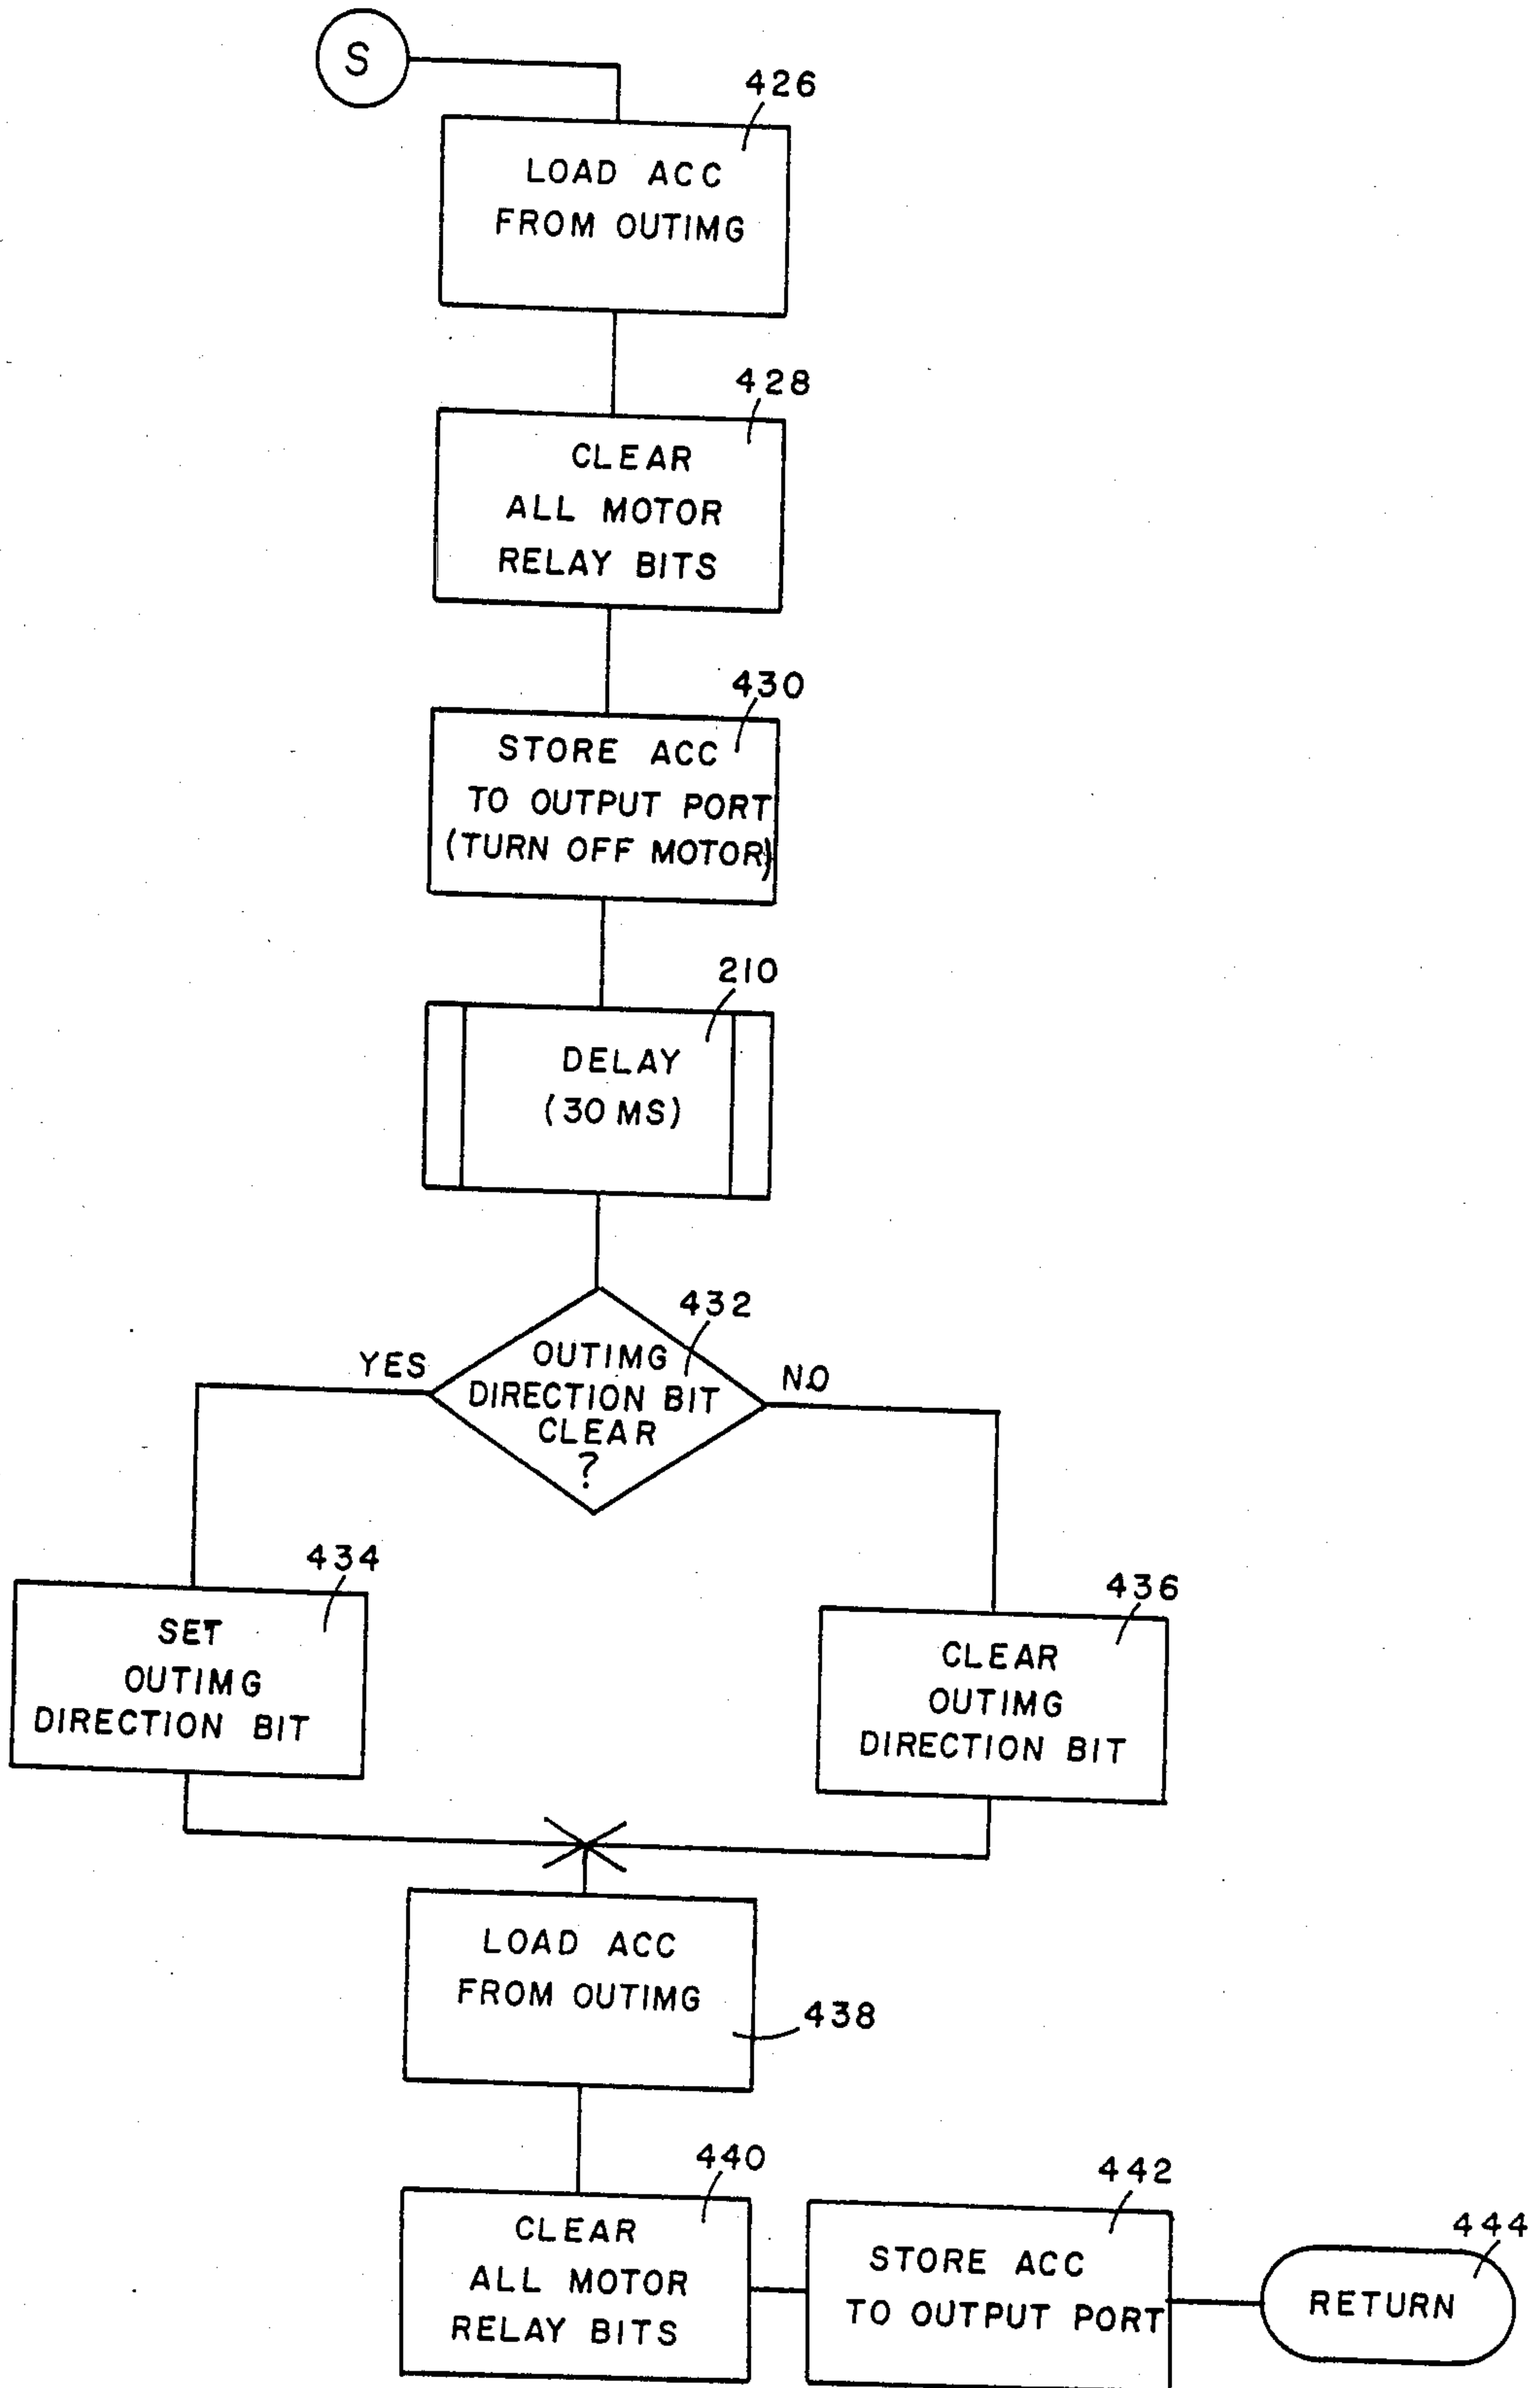 S
426
LOAD ACC
FROM OUTIMG
428
CLEAR
ALL MOTOR
RELAY BITS
430
STORE ACC
TO OUTPUT PORT
(TURN OFF MOTOR)
210
DELAY
(30 MS)
432
OUTIMG
DIRECTION BIT
CLEAR
?
YES
NO
434
SET
OUTIMG
DIRECTION BIT
436
CLEAR
OUTIMG
DIRECTION BIT
LOAD ACC
FROM OUTIMG
438
440
CLEAR
ALL MOTOR
RELAY BITS
442
STORE ACC
TO OUTPUT PORT
444
RETURN